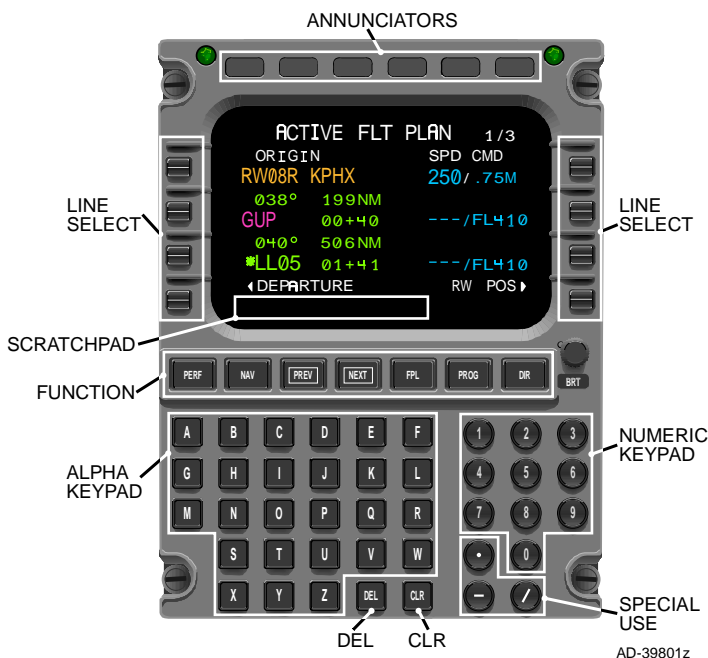 ANNUNCIATORS
ACTIVE FLT PLAN 1/3
ORIGIN SPD CMD
RW08R KPHX 250/.75M
038° 199NM
GUP 00+40 ---/FL410
040° 506NM
*LL05 01+41 ---/FL410
DEPARTURE RW POS
LINE
SELECT
LINE
SELECT
SCRATCHPAD
FUNCTION
PERF NAV PREV NEXT FPL PROG DIR
BRT
A B C D E F 1 2 3
G H I J K L 4 5 6
M N O P Q R 7 8 9
S T U V W • 0
X Y Z DEL CLR − /
ALPHA
KEYPAD
NUMERIC
KEYPAD
DEL CLR
SPECIAL
USE
AD-39801z